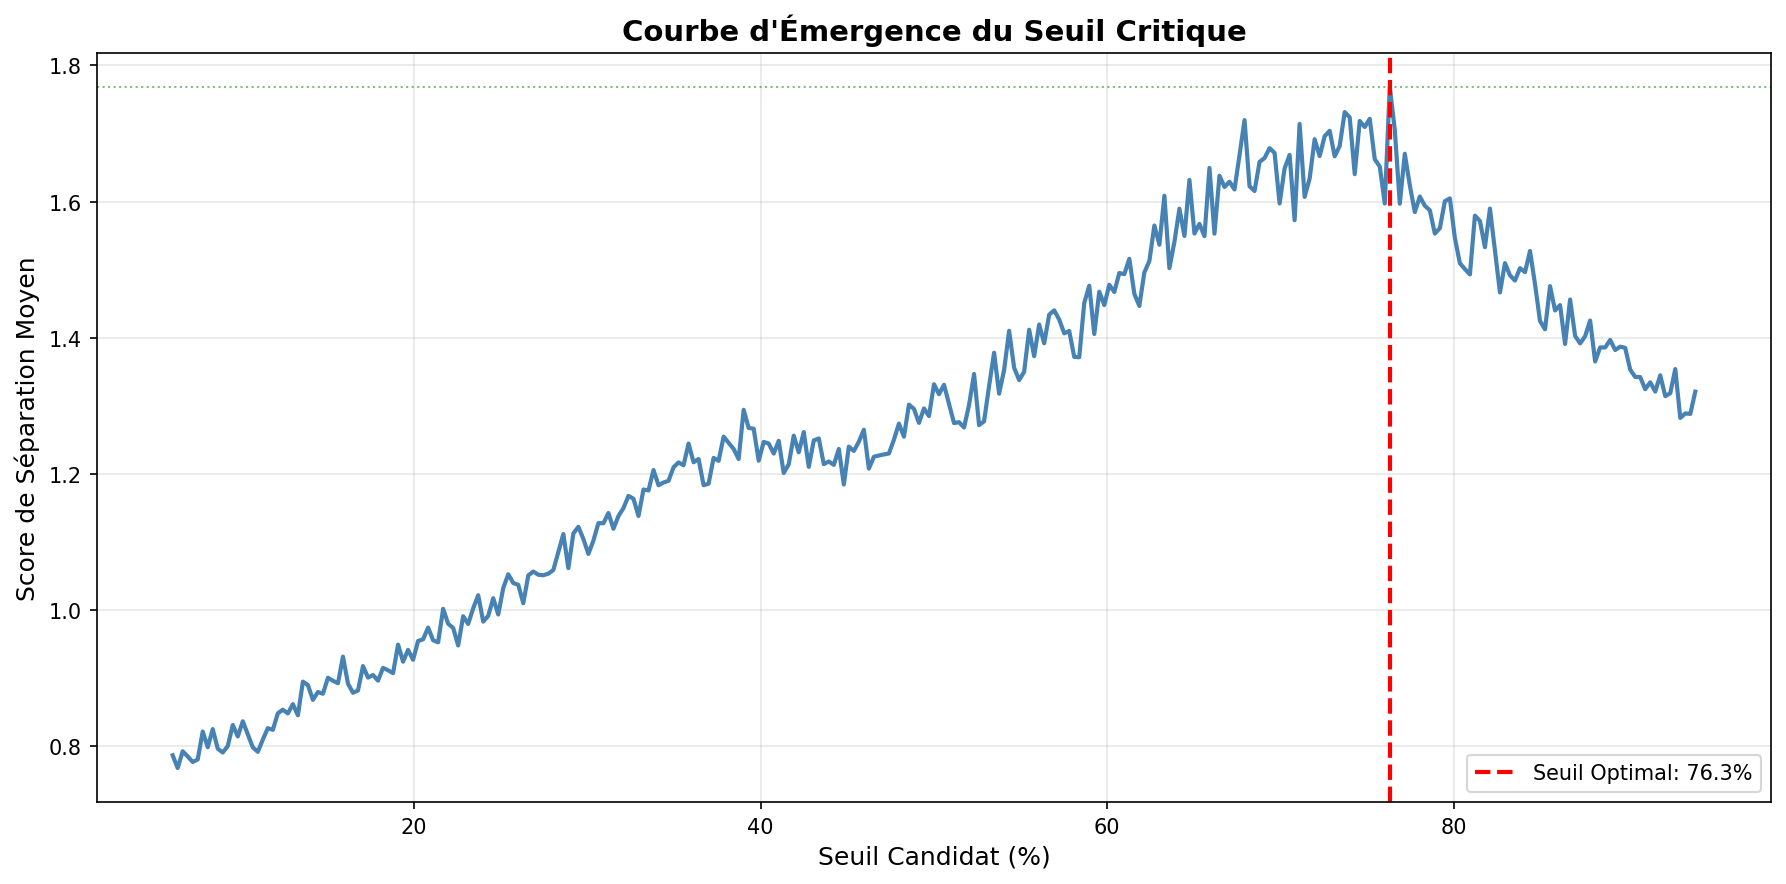 Courbe d'Émergence du Seuil Critique
Score de Séparation Moyen
1.8
1.6
1.4
1.2
1.0
0.8
Seuil Optimal: 76.3%
20
40
60
80
Seuil Candidat (%)